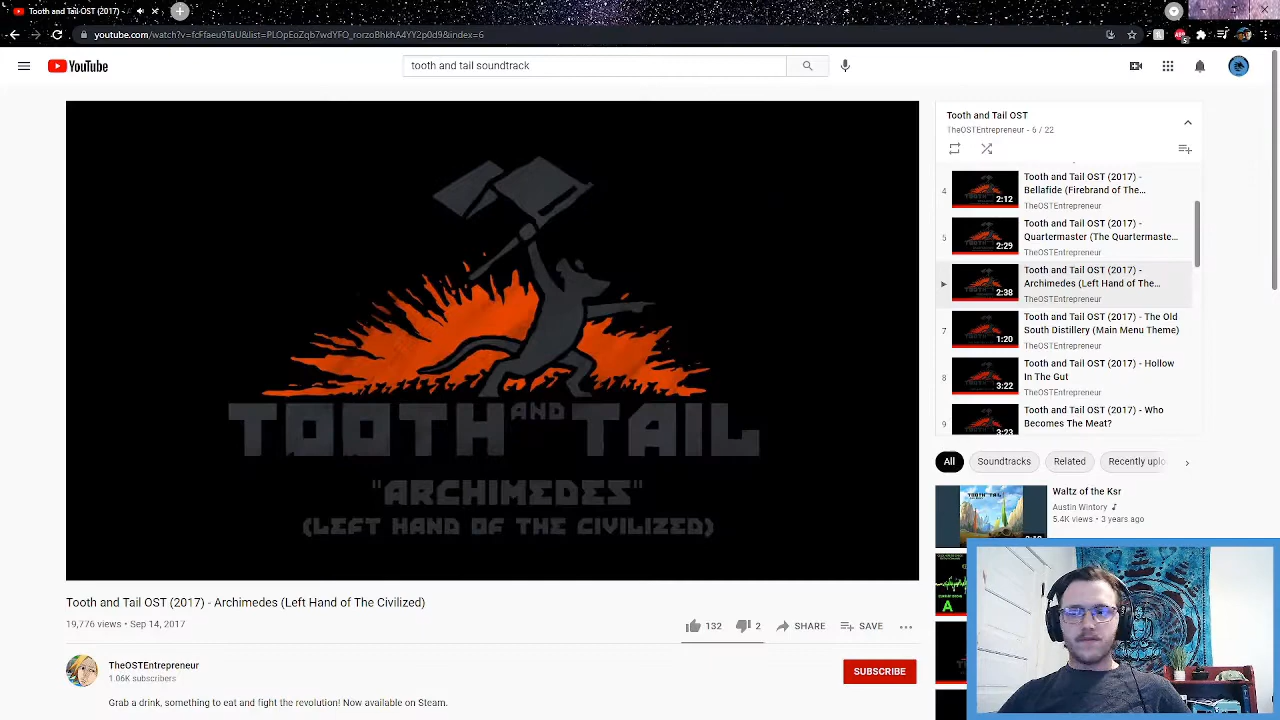 Tooth and Tail OST (2017) -
youtube.com/watch?v=fdFfaeu9TaU&list=PLOpEoZqb7wdYFO_rorzoBhkhA4YY2p0d9&index=6
YouTube
tooth and tail soundtrack
TOOTH AND TAIL
"ARCHIMEDES"
(LEFT HAND OF THE CIVILIZED)
Tooth and Tail OST (2017) - Archimedes (Left Hand of The Civilized)
19,776 views • Sep 14, 2017
132
2
SHARE
SAVE
TheOSTEntrepreneur
1.06K subscribers
SUBSCRIBE
Grab a drink, something to eat and fight the revolution! Now available on Steam.
Tooth and Tail OST
TheOSTEntrepreneur - 6 / 22
4
2:12
Tooth and Tail OST (2017) -
Bellafide (Firebrand of The...
TheOSTEntrepreneur
5
2:29
Tooth and Tail OST (2017) -
Quartermaster (The Quartermaste...
TheOSTEntrepreneur
2:38
Tooth and Tail OST (2017) -
Archimedes (Left Hand of The...
TheOSTEntrepreneur
7
1:20
Tooth and Tail OST (2017) - The Old
South Distillery (Main Menu Theme)
TheOSTEntrepreneur
8
3:22
Tooth and Tail OST (2017) - Hollow
In The Gut
TheOSTEntrepreneur
9
3:23
Tooth and Tail OST (2017) - Who
Becomes The Meat?
All
Soundtracks
Related
Recently uplo
Waltz of the Ksr
Austin Wintory
5.4K views • 3 years ago
A